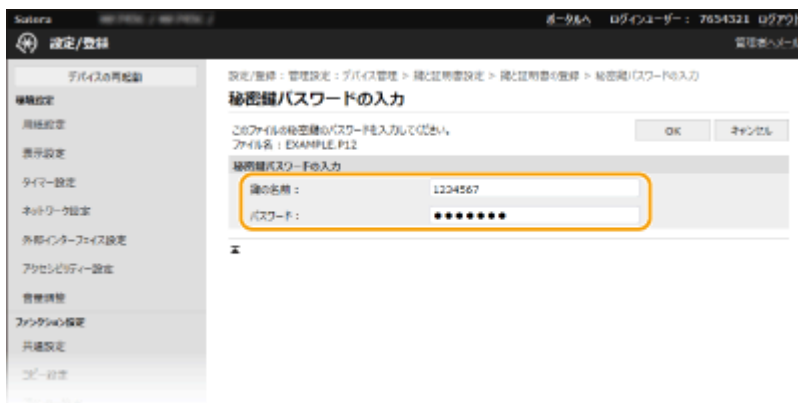 Satera
ポータルへ ログインユーザー： 7654321 ログアウト
設定/登録
管理者へメール
デバイスの再起動
環境設定
用紙設定
表示設定
タイマー設定
ネットワーク設定
外部インターフェイス設定
アクセシビリティー設定
音量調整
ファンクション設定
共通設定
コピー設定
設定/登録 : 管理設定 : デバイス管理 > 鍵と証明書設定 > 鍵と証明書の登録 > 秘密鍵パスワードの入力
秘密鍵パスワードの入力
このファイルの秘密鍵のパスワードを入力してください。
ファイル名 : EXAMPLE.P12
OK キャンセル
秘密鍵パスワードの入力
鍵の名前 : 1234567
パスワード : ●●●●●●●